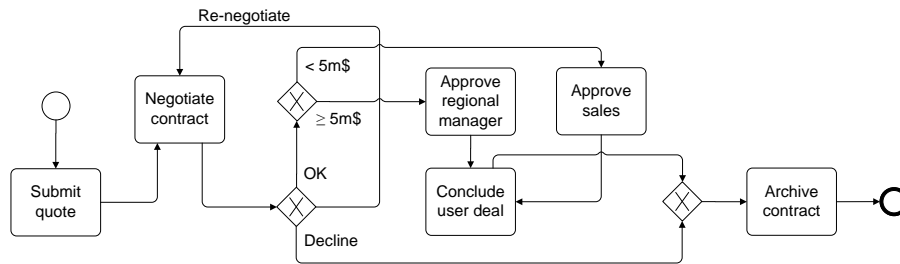 Re-negotiate
< 5m$
Approve
regional
manager
Approve
sales
Negotiate
contract
≥ 5m$
OK
Submit
quote
Conclude
user deal
Archive
contract
Decline